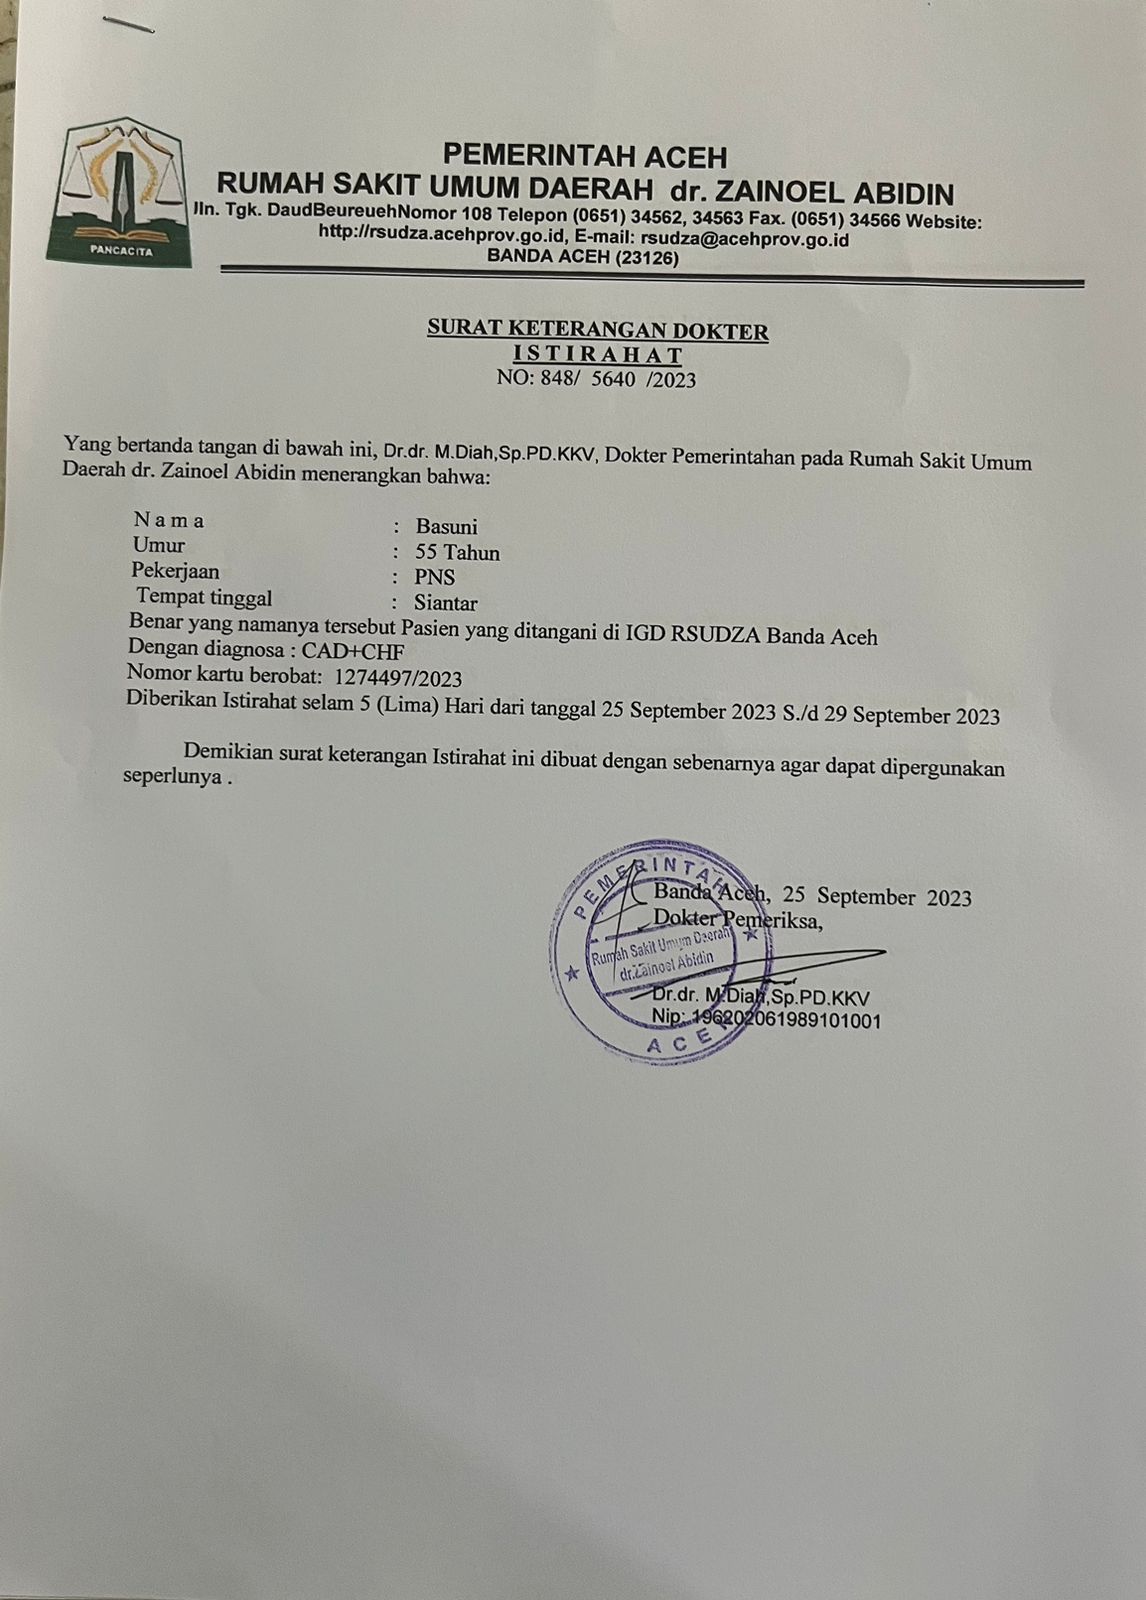 PANCACITA
PEMERINTAH ACEH
RUMAH SAKIT UMUM DAERAH dr. ZAINOEL ABIDIN
Jln. Tgk. DaudBeureuehNomor 108 Telepon (0651) 34562, 34563 Fax. (0651) 34566 Website:
http://rsudza.acehprov.go.id, E-mail: rsudza@acehprov.go.id
BANDA ACEH (23126)
SURAT KETERANGAN DOKTER
I S T I R A H A T
NO: 848/ 5640 /2023
Yang bertanda tangan di bawah ini, Dr.dr. M.Diah,Sp.PD.KKV, Dokter Pemerintahan pada Rumah Sakit Umum
Daerah dr. Zainoel Abidin menerangkan bahwa:
N a m a : Basuni
Umur : 55 Tahun
Pekerjaan : PNS
Tempat tinggal : Siantar
Benar yang namanya tersebut Pasien yang ditangani di IGD RSUDZA Banda Aceh
Dengan diagnosa : CAD+CHF
Nomor kartu berobat: 1274497/2023
Diberikan Istirahat selam 5 (Lima) Hari dari tanggal 25 September 2023 S./d 29 September 2023
Demikian surat keterangan Istirahat ini dibuat dengan sebenarnya agar dapat dipergunakan
seperlunya .
Banda Aceh, 25 September 2023
Dokter Pemeriksa,
PEMERINTAH
Rumah Sakit Umum Daerah
dr.Zainoel Abidin
ACEH
Dr.dr. M.Diah,Sp.PD.KKV
Nip: 196202061989101001